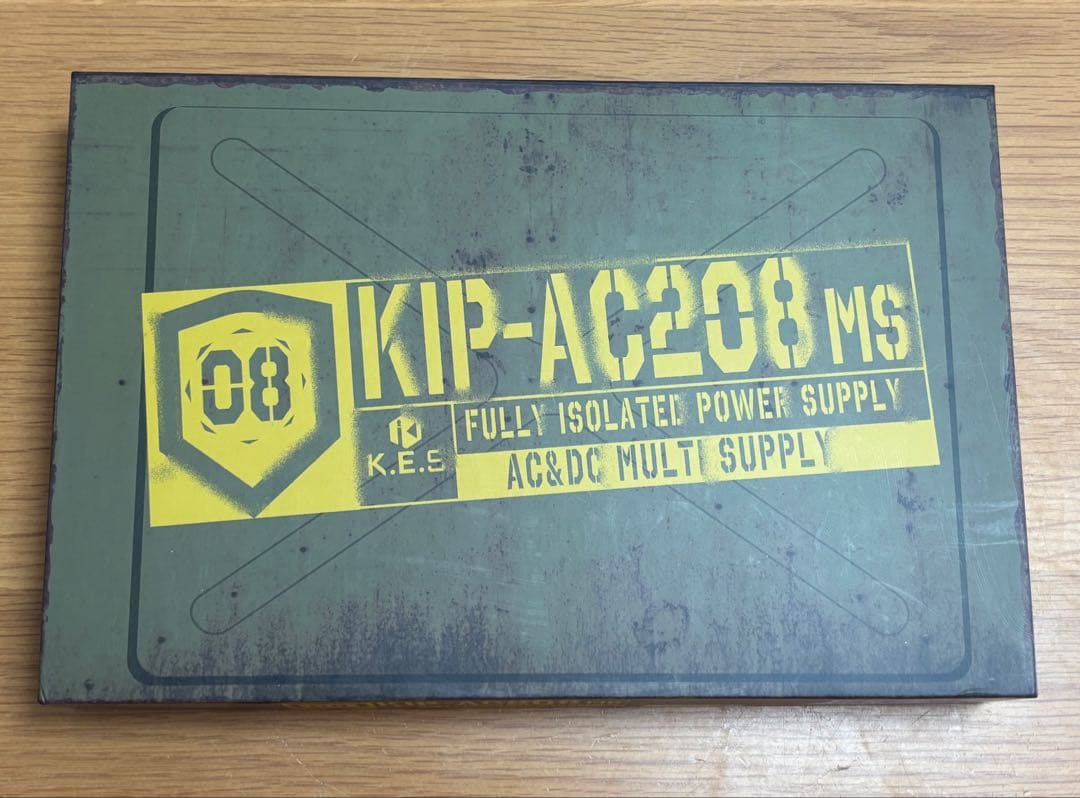 08
KIP-AC208 MS
K.E.S
FULLY ISOLATED POWER SUPPLY
AC&DC MULTI SUPPLY